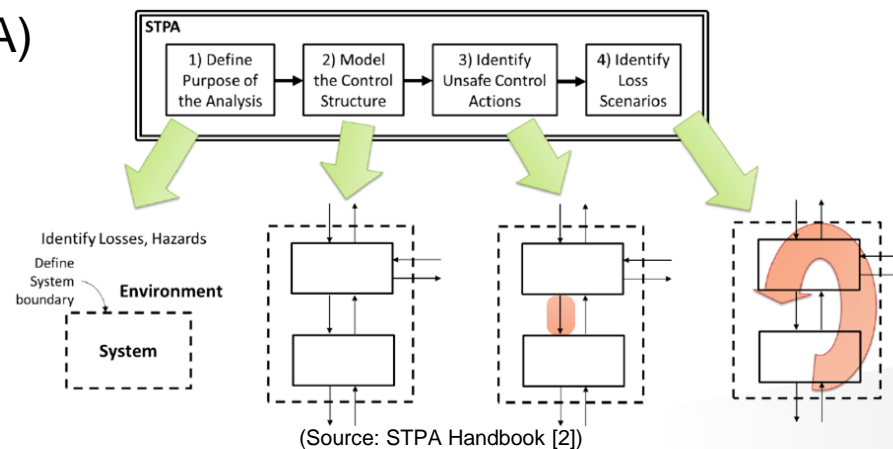 A)
STPA
1) Define
Purpose of
the Analysis
2) Model
the Control
Structure
3) Identify
Unsafe Control
Actions
4) Identify
Loss
Scenarios
Identify Losses, Hazards
Define
System
boundary
Environment
System
(Source: STPA Handbook [2])